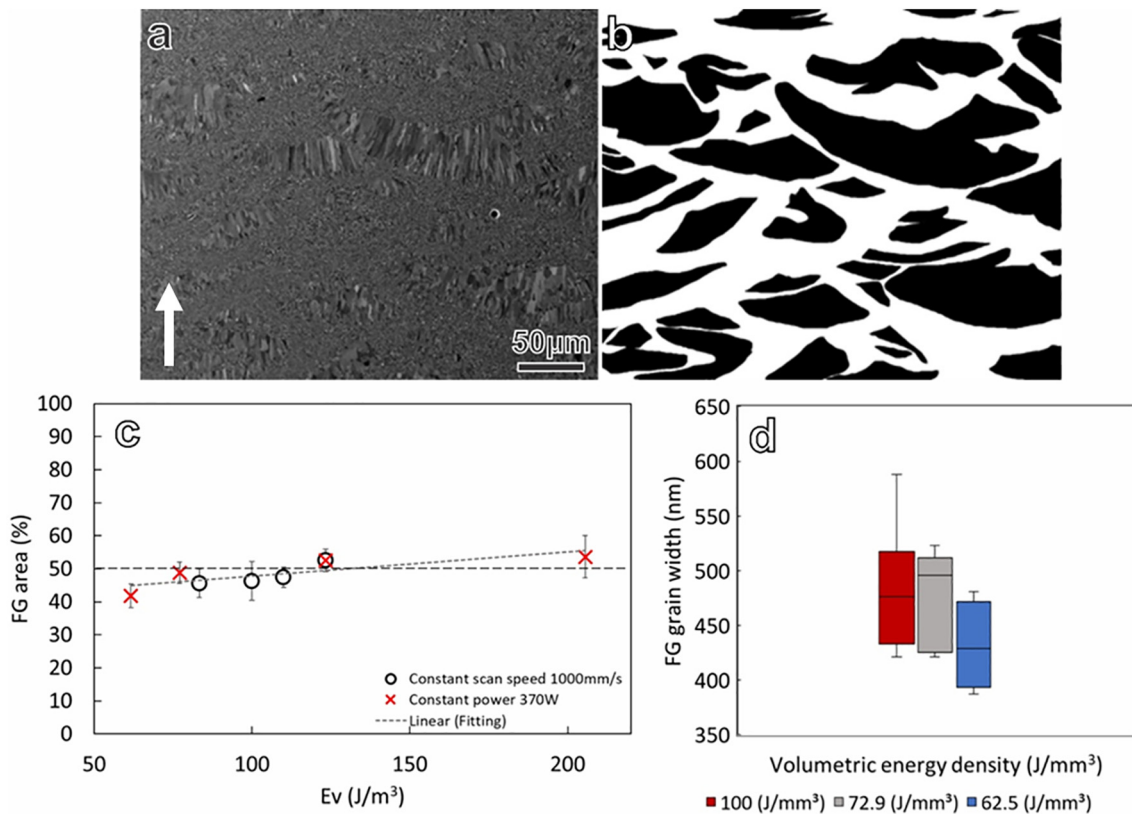 a
b
50μm
c
100
90
80
70
60
50
40
30
20
10
0
FG area (%)
50
100
150
200
Ev (J/m³)
Constant scan speed 1000mm/s
Constant power 370W
Linear (Fitting)
d
650
600
550
500
450
400
350
FG grain width (nm)
Volumetric energy density (J/mm³)
100 (J/mm³) 72.9 (J/mm³) 62.5 (J/mm³)